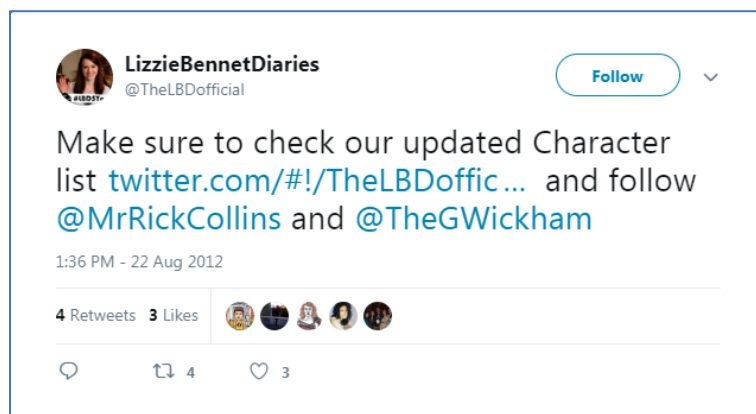 LizzieBennetDiaries
@TheLBDofficial
Follow
Make sure to check our updated Character
list twitter.com/#!/TheLBDoffic... and follow
@MrRickCollins and @TheGWickham
1:36 PM - 22 Aug 2012
4 Retweets 3 Likes
4 3